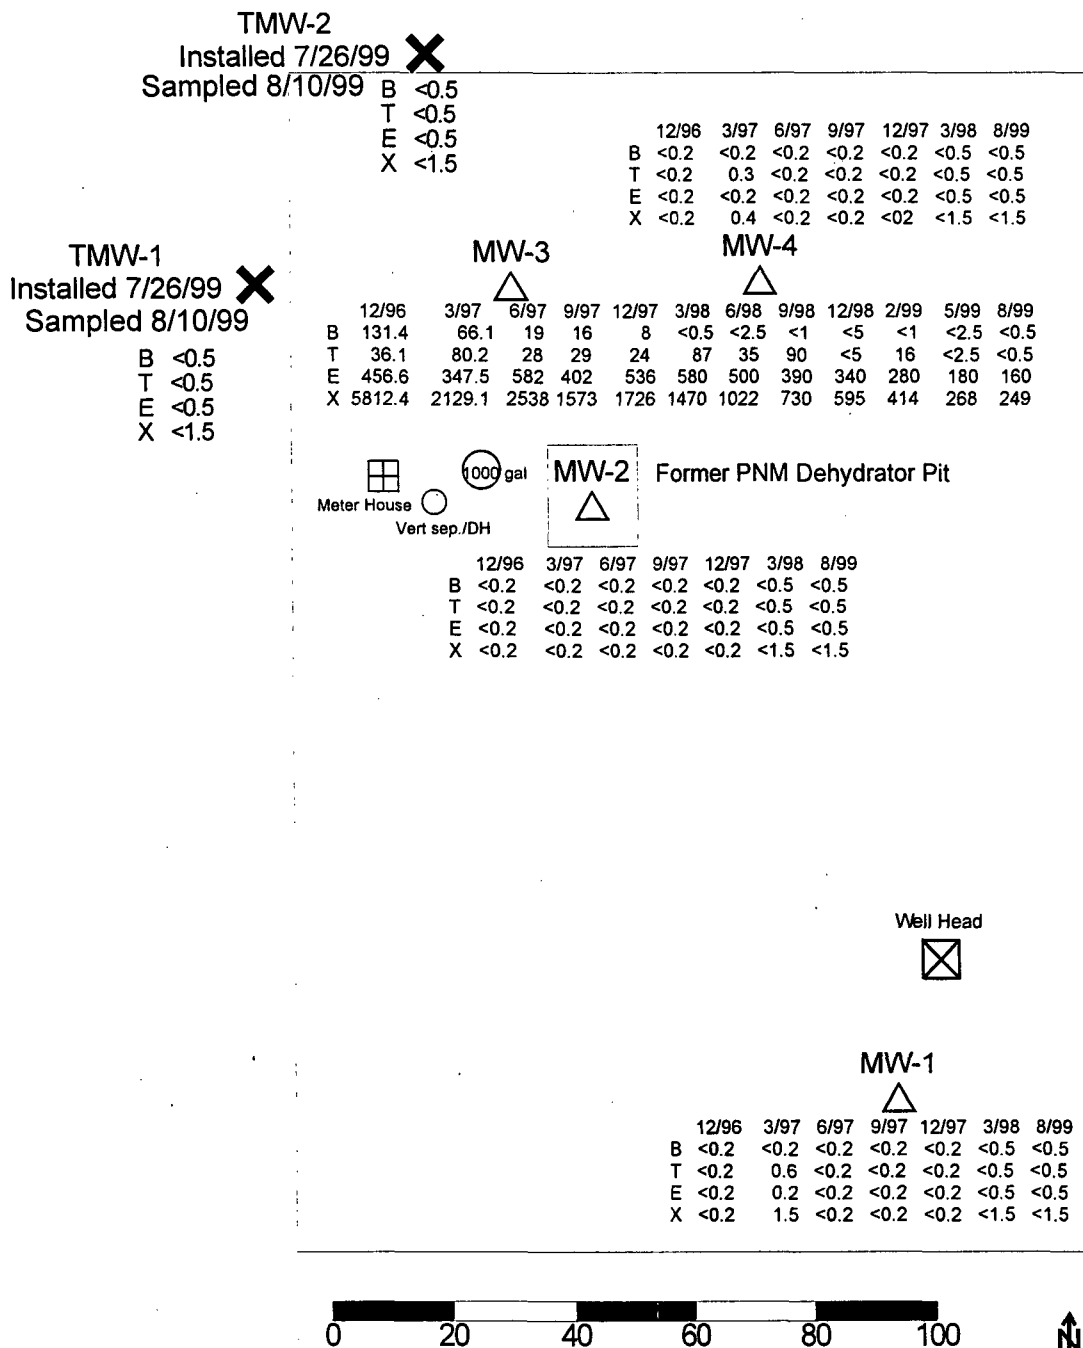 TMW-2
Installed 7/26/99
Sampled 8/10/99
B <0.5
T <0.5
E <0.5
X <1.5
12/96 3/97 6/97 9/97 12/97 3/98 8/99
B <0.2 <0.2 <0.2 <0.2 <0.2 <0.5 <0.5
T <0.2 0.3 <0.2 <0.2 <0.2 <0.5 <0.5
E <0.2 <0.2 <0.2 <0.2 <0.2 <0.5 <0.5
X <0.2 0.4 <0.2 <0.2 <02 <1.5 <1.5
TMW-1
Installed 7/26/99
Sampled 8/10/99
B <0.5
T <0.5
E <0.5
X <1.5
MW-3
MW-4
12/96 3/97 6/97 9/97 12/97 3/98 6/98 9/98 12/98 2/99 5/99 8/99
B 131.4 66.1 19 16 8 <0.5 <2.5 <1 <5 <1 <2.5 <0.5
T 36.1 80.2 28 29 24 87 35 90 <5 16 <2.5 <0.5
E 456.6 347.5 582 402 536 580 500 390 340 280 180 160
X 5812.4 2129.1 2538 1573 1726 1470 1022 730 595 414 268 249
Meter House
Vert sep./DH
1000 gal
MW-2
Former PNM Dehydrator Pit
12/96 3/97 6/97 9/97 12/97 3/98 8/99
B <0.2 <0.2 <0.2 <0.2 <0.2 <0.5 <0.5
T <0.2 <0.2 <0.2 <0.2 <0.2 <0.5 <0.5
E <0.2 <0.2 <0.2 <0.2 <0.2 <0.5 <0.5
X <0.2 <0.2 <0.2 <0.2 <0.2 <1.5 <1.5
Well Head
MW-1
12/96 3/97 6/97 9/97 12/97 3/98 8/99
B <0.2 <0.2 <0.2 <0.2 <0.2 <0.5 <0.5
T <0.2 0.6 <0.2 <0.2 <0.2 <0.5 <0.5
E <0.2 0.2 <0.2 <0.2 <0.2 <0.5 <0.5
X <0.2 1.5 <0.2 <0.2 <0.2 <1.5 <1.5
0 20 40 60 80 100
N